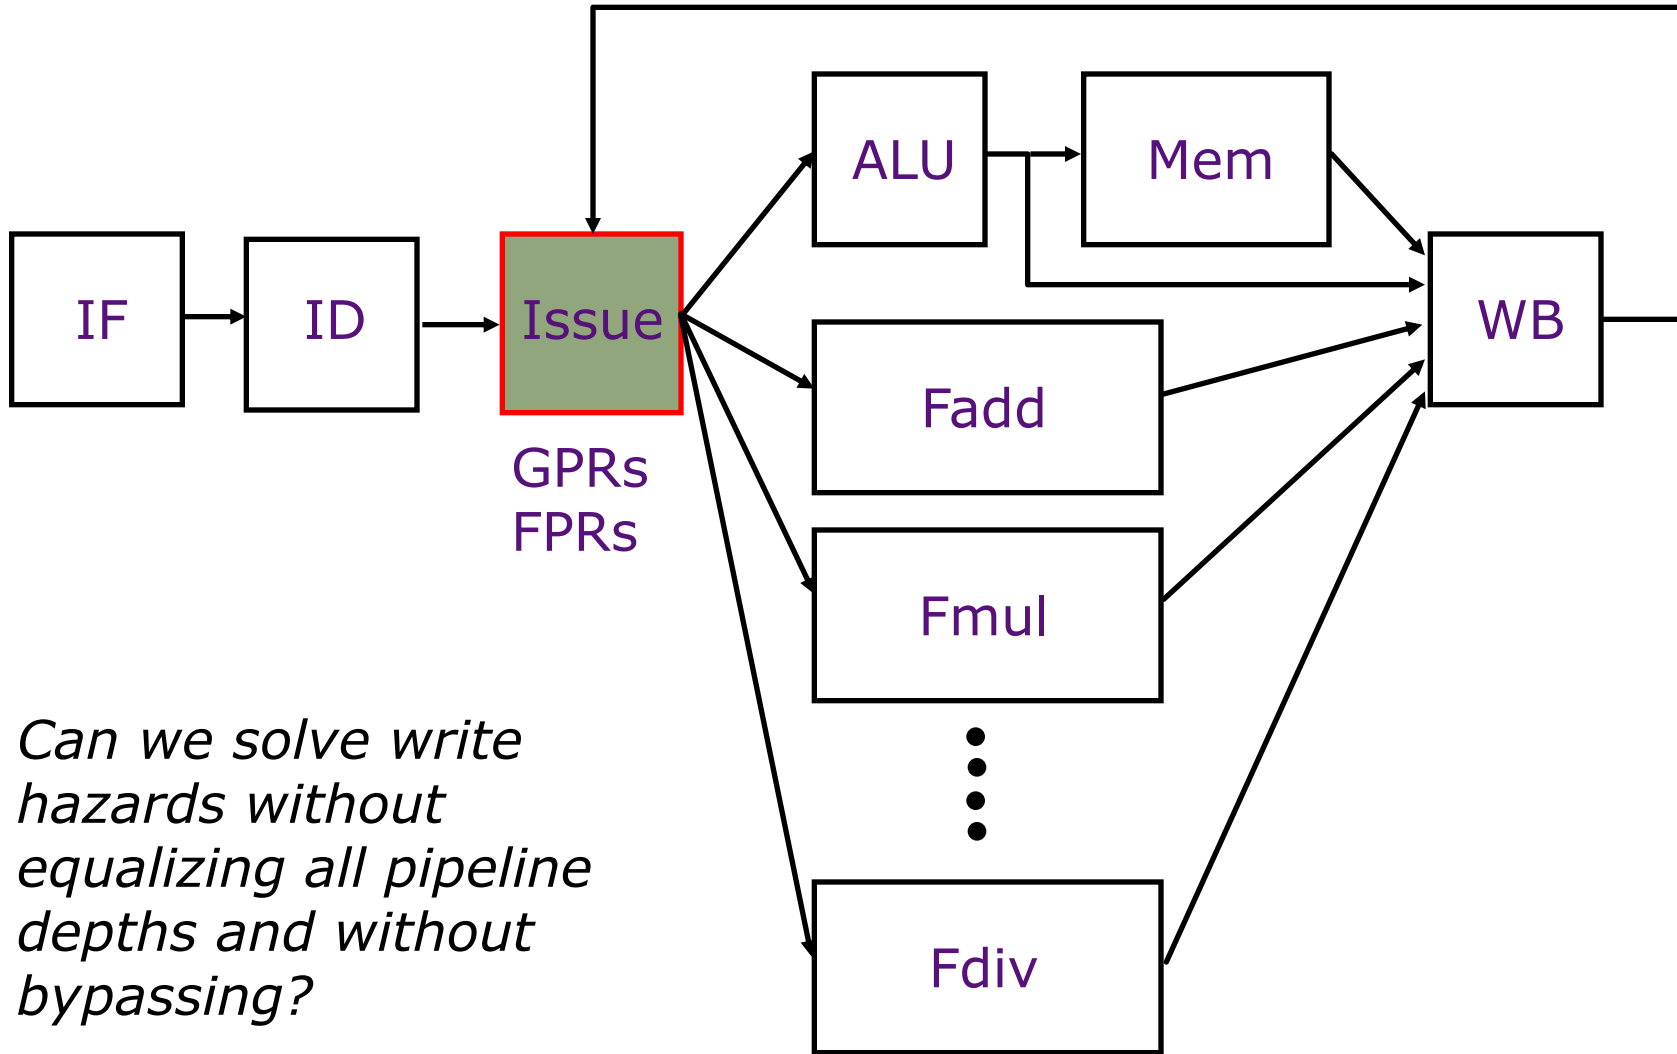 ALU
Mem
IF
ID
Issue
WB
GPRs
FPRs
Fadd
Fmul
Fdiv
Can we solve write
hazards without
equalizing all pipeline
depths and without
bypassing?